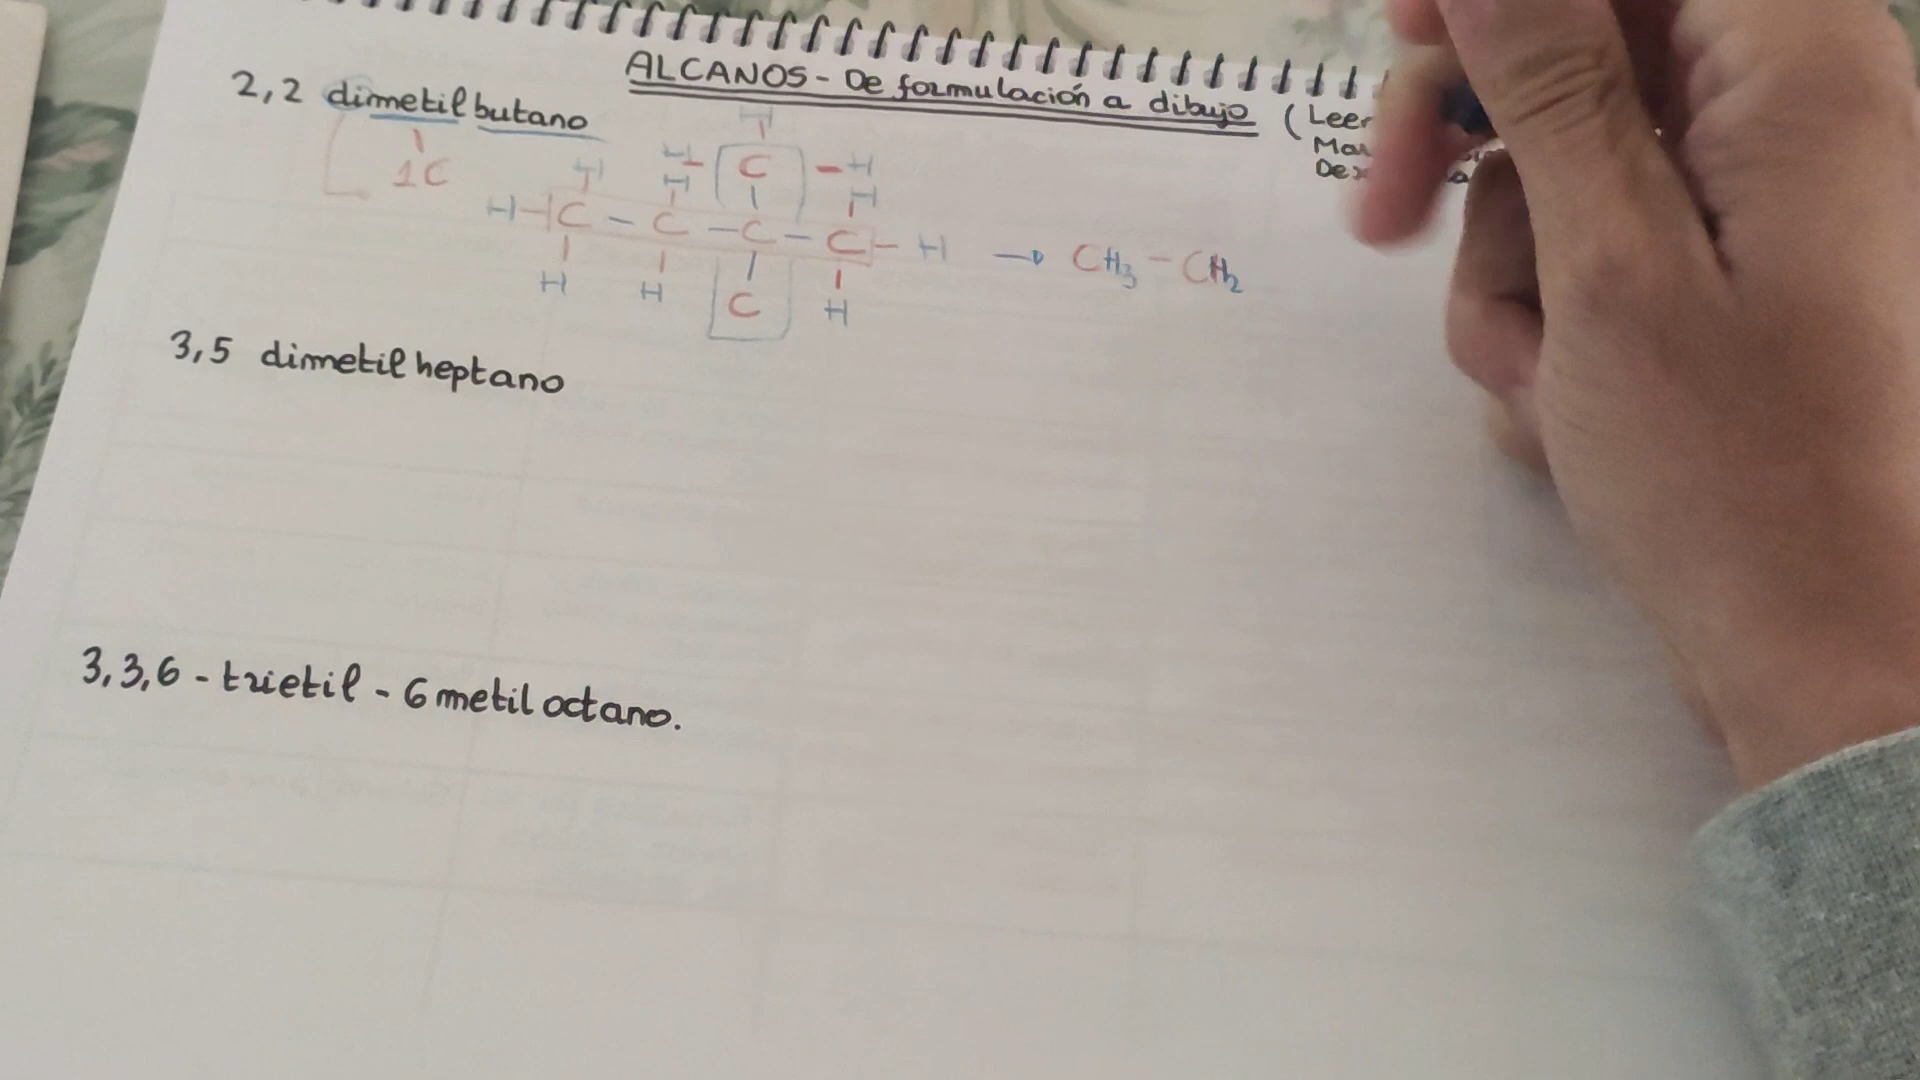 ALCANOS - De formulación a dibujo (Leer
2,2 dimetil butano
1C
H
H - C - H
H H H
H - C - C - C - C - H → CH3 - CH2
H H C H
3,5 dimetil heptano
3,3,6 - trietil - 6 metil octano.